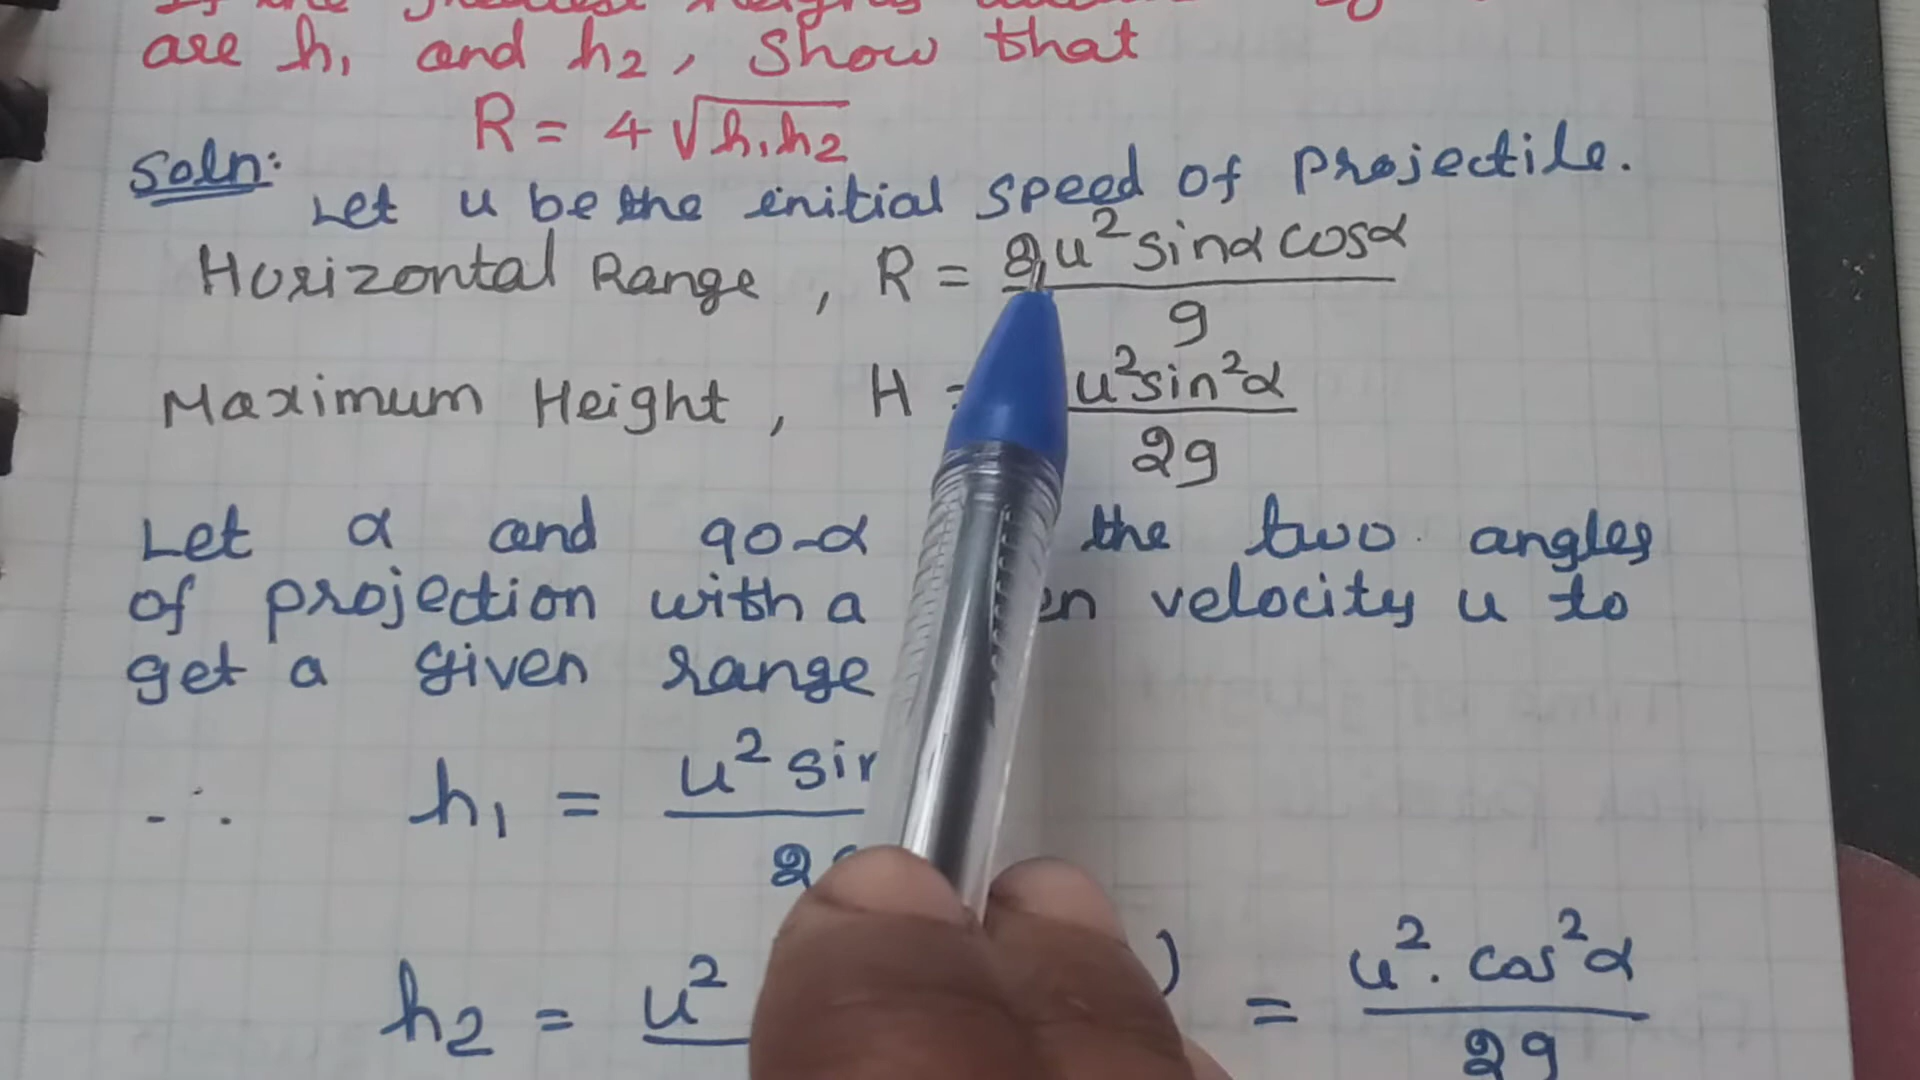 are h₁ and h₂, Show that
R = 4 √h₁h₂
Soln:
Let u be the initial speed of projectile.
Horizontal Range, R = 2u² sinα cosα / g
Maximum Height, H = u² sin²α / 2g
Let α and 90-α the two angles
of projection with a velocity u to
get a given range
∴ h₁ = u²
h₂ = u² ) = u². cos²α / 2g